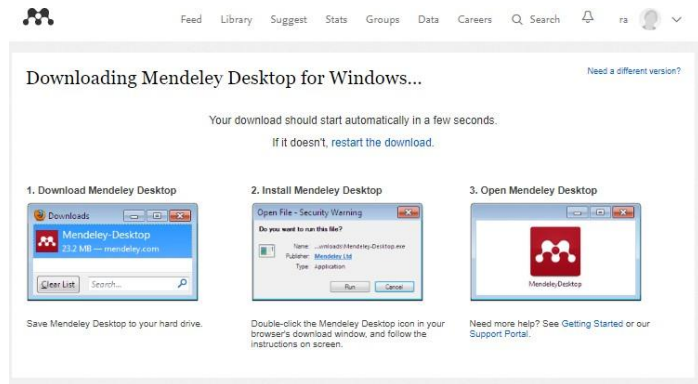 Feed Library Suggest Stats Groups Data Careers Search ra
Downloading Mendeley Desktop for Windows...
Need a different version?
Your download should start automatically in a few seconds.
If it doesn't, restart the download.
1. Download Mendeley Desktop
Downloads
Mendeley-Desktop
23.2 MB — mendeley.com
Clear List Search...
Save Mendeley Desktop to your hard drive.
2. Install Mendeley Desktop
Open File - Security Warning
Do you want to run this file?
Name: ...wnloads\Mendeley-Desktop.exe
Publisher: Mendeley Ltd
Type: Application
Run Cancel
Double-click the Mendeley Desktop icon in your
browser's download window, and follow the
instructions on screen.
3. Open Mendeley Desktop
MendeleyDesktop
Need more help? See Getting Started or our
Support Portal.